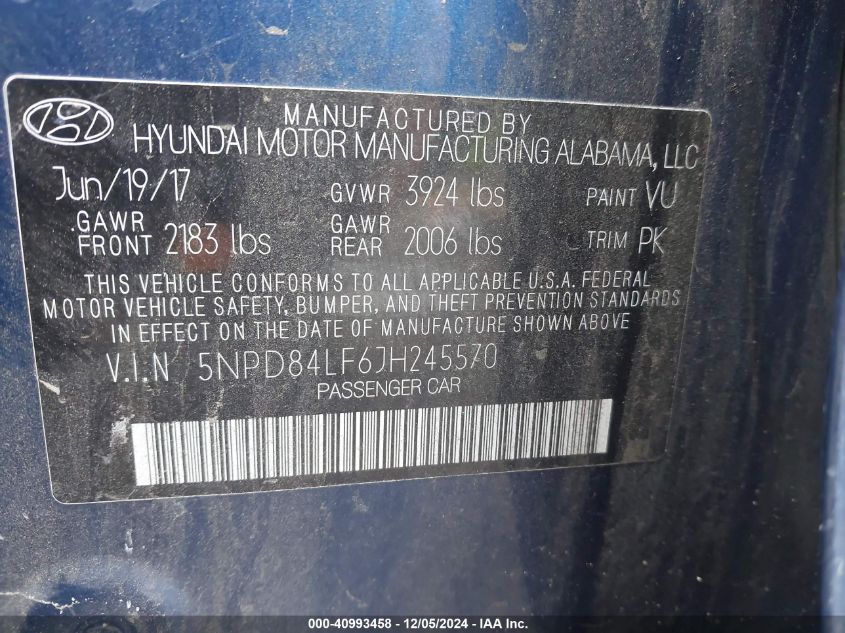 MANUFACTURED BY
HYUNDAI MOTOR MANUFACTURING ALABAMA, LLC
Jun/19/17 GVWR 3924 lbs PAINT VU
GAWR FRONT 2183 lbs GAWR REAR 2006 lbs TRIM PK
THIS VEHICLE CONFORMS TO ALL APPLICABLE U.S.A. FEDERAL
MOTOR VEHICLE SAFETY, BUMPER, AND THEFT PREVENTION STANDARDS
IN EFFECT ON THE DATE OF MANUFACTURE SHOWN ABOVE
V.I.N 5NPD84LF6JH245570
PASSENGER CAR
000-40993458 - 12/05/2024 - © IAA, Inc.